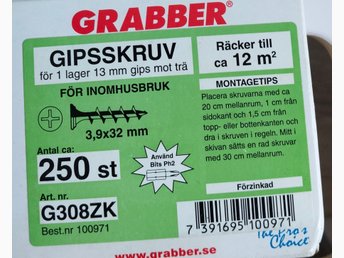 GRABBER®
GIPSSKRUV
för 1 lager 13 mm gips mot trä
FÖR INOMHUSBRUK
3,9x32 mm
Antal ca:
250 st
Art. nr.
G308ZK
Best.nr 100971
Använd
Bits Ph2
Räcker till
ca 12 m²
MONTAGETIPS
Placera skruvarna med ca
20 cm mellanrum, 1 cm från
sidokant och 1,5 cm från
topp- eller bottenkanten och
dra i skruven i regeln. Mitt i
skivan sätts en rad skruvar
med 30 cm mellanrum.
Förzinkad
7 391695 100971
The Pros
Choice
www.grabber.se